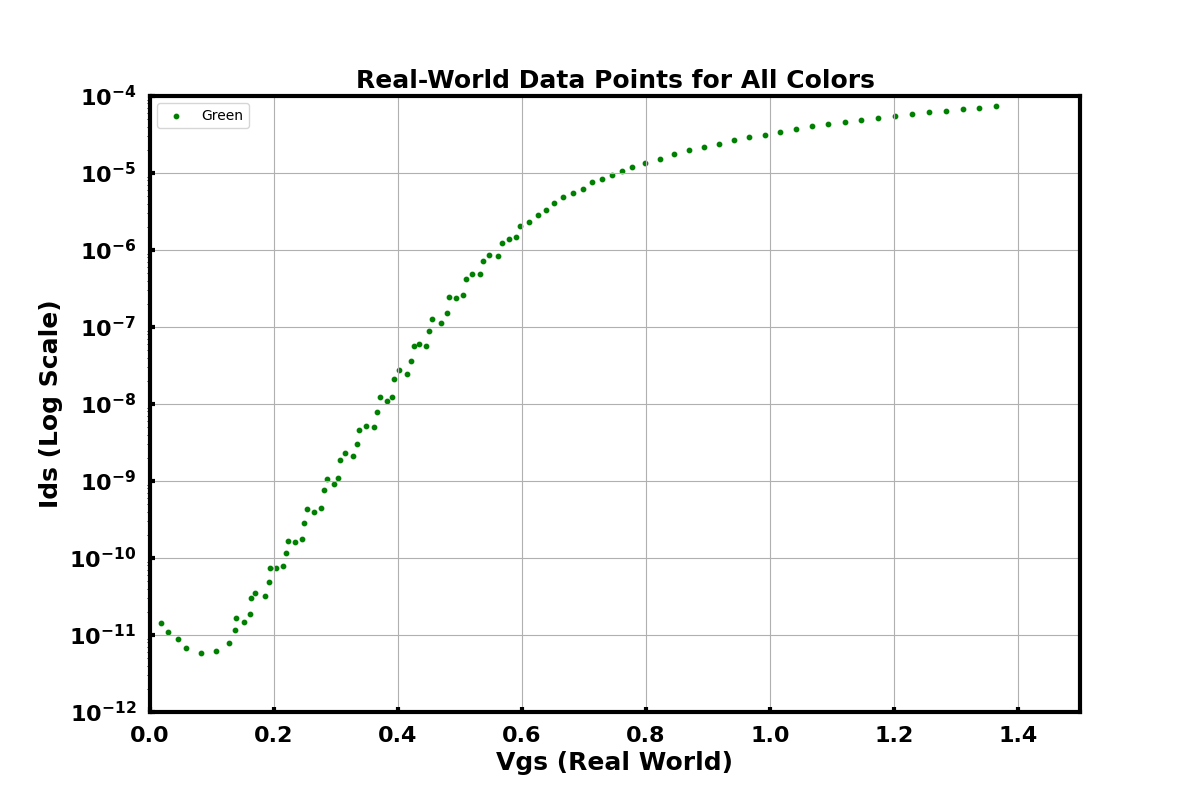 Real-World Data Points for All Colors
Green
10⁻⁴
10⁻⁵
10⁻⁶
10⁻⁷
10⁻⁸
10⁻⁹
10⁻¹⁰
10⁻¹¹
10⁻¹²
Ids (Log Scale)
0.0 0.2 0.4 0.6 0.8 1.0 1.2 1.4
Vgs (Real World)